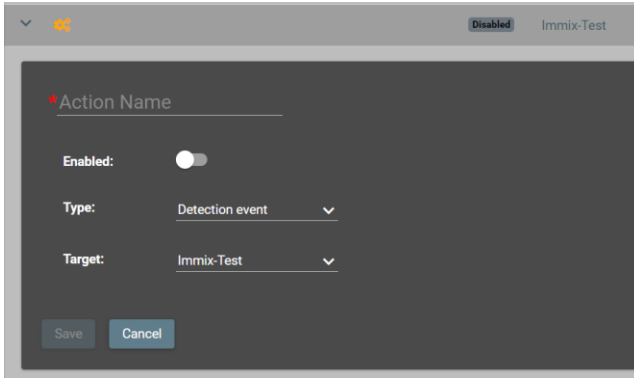 Disabled Immix-Test
*Action Name
Enabled:
Type: Detection event
Target: Immix-Test
Save Cancel